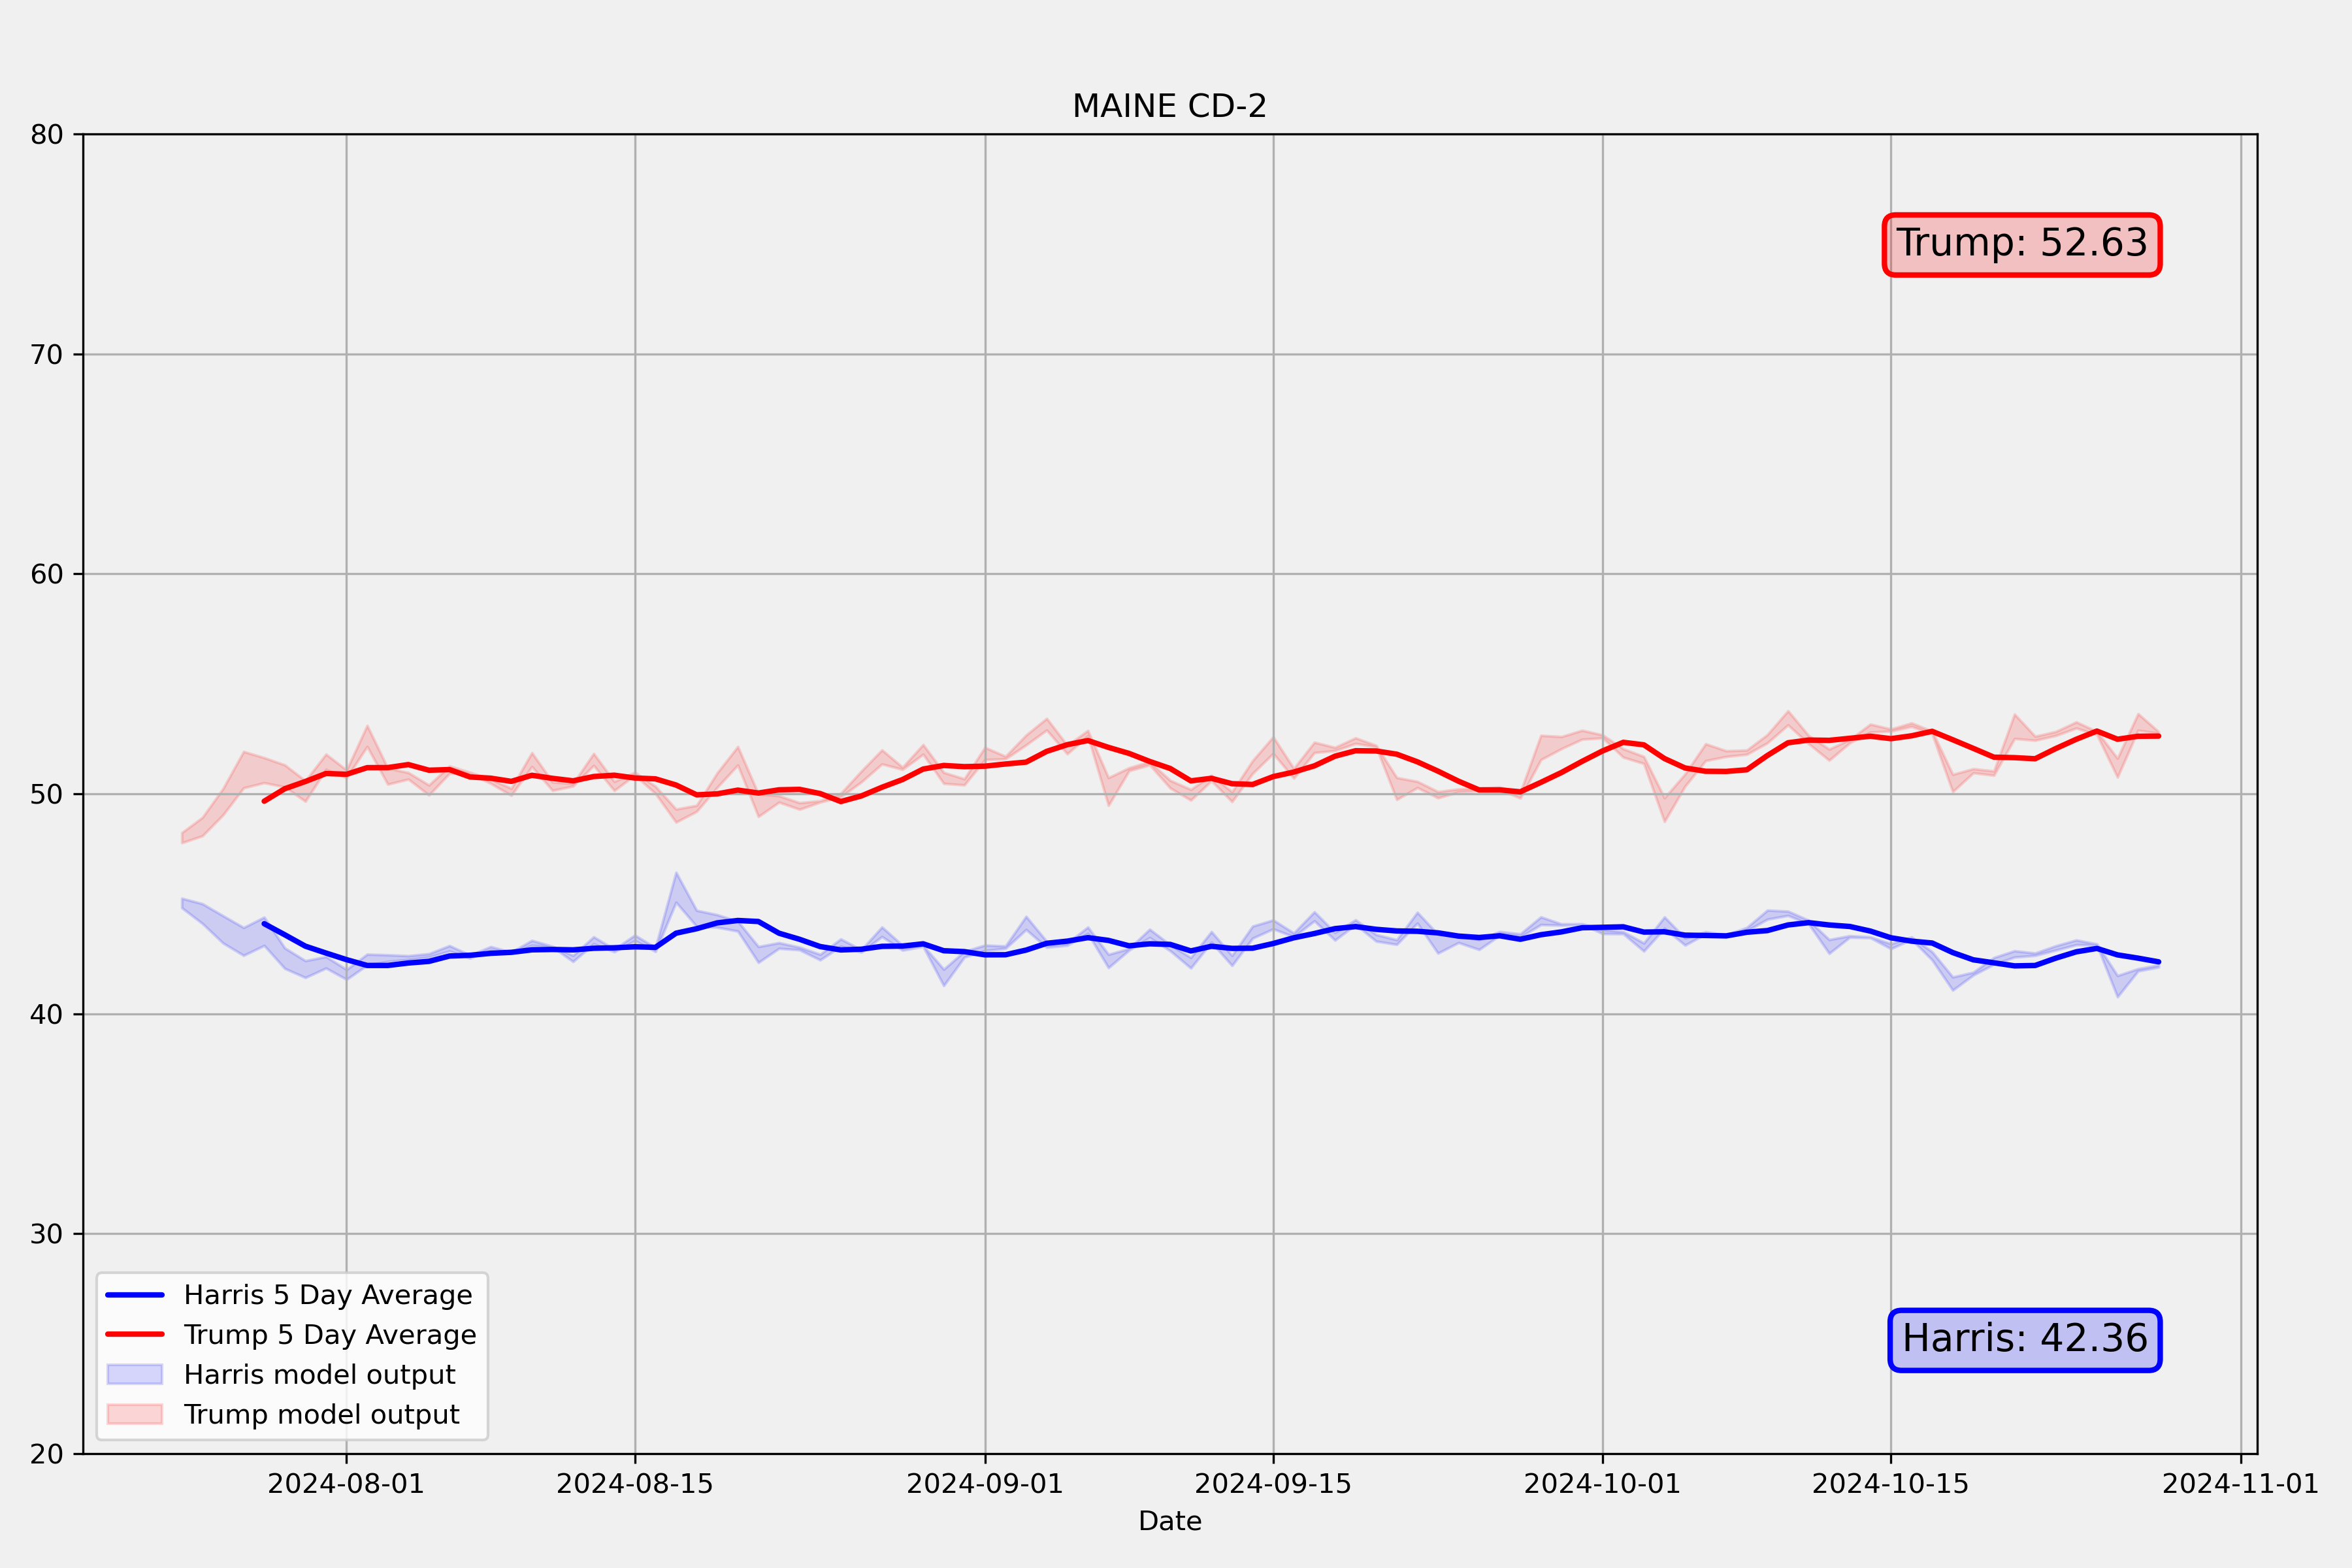 MAINE CD-2
80
70
60
50
40
30
20
Trump: 52.63
Harris: 42.36
Harris 5 Day Average
Trump 5 Day Average
Harris model output
Trump model output
2024-08-01 2024-08-15 2024-09-01 2024-09-15 2024-10-01 2024-10-15 2024-11-01
Date